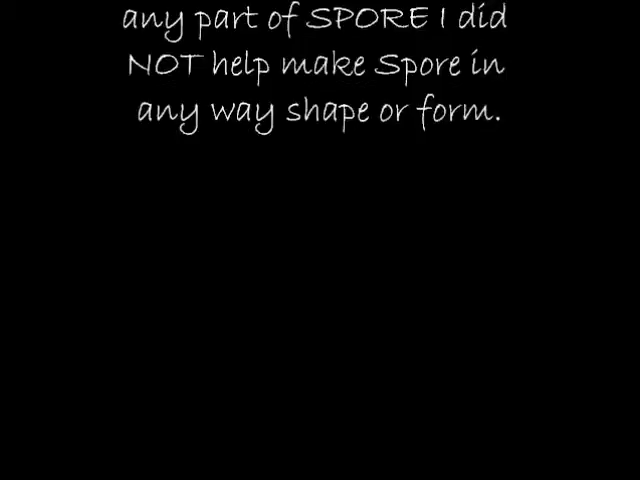 any part of SPORE I did
NOT help make Spore in
any way shape or form.